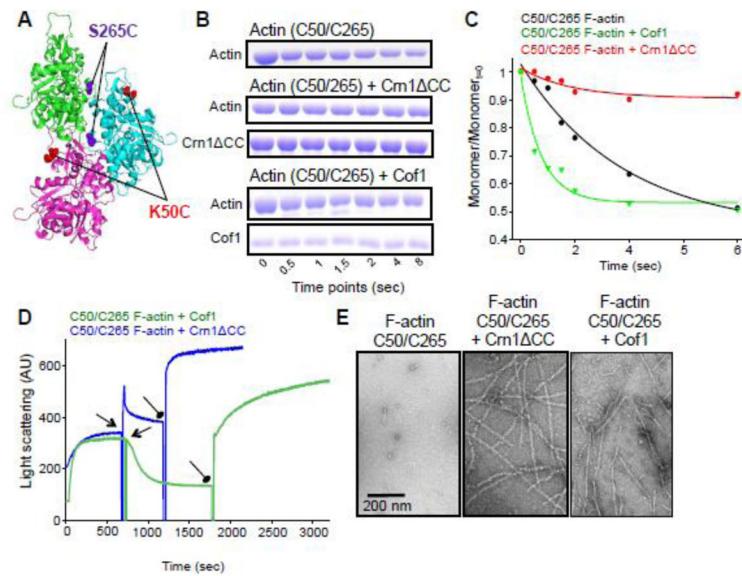 A
S265C
K50C
B
Actin (C50/C265)
Actin
Actin (C50/265) + Crn1ΔCC
Actin
Crn1ΔCC
Actin (C50/C265) + Cof1
Actin
Cof1
0 0.5 1 1.5 2 4 8
Time points (sec)
C
C50/C265 F-actin
C50/C265 F-actin + Cof1
C50/C265 F-actin + Crn1ΔCC
Monomer/Monomert=0
1
0.9
0.8
0.7
0.6
0.5
0.4
0 2 4 6
Time (sec)
D
C50/C265 F-actin + Cof1
C50/C265 F-actin + Crn1ΔCC
Light scattering (AU)
600
400
200
0
0 500 1000 1500 2000 2500 3000
Time (sec)
E
F-actin
C50/C265
F-actin
C50/C265
+ Crn1ΔCC
F-actin
C50/C265
+ Cof1
200 nm